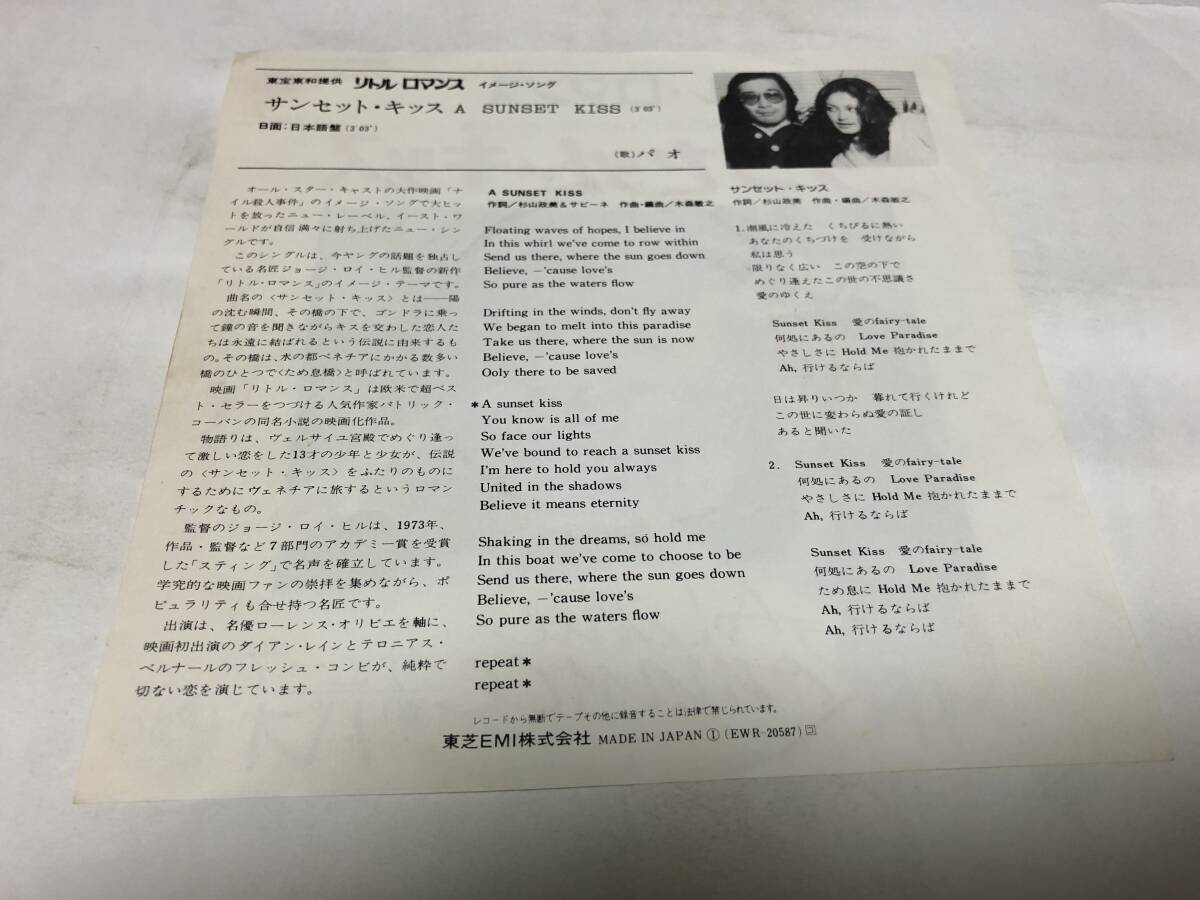 東宝東和提供 リトル ロマンス イメージ・ソング
サンセット・キッス A SUNSET KISS (3'03")
B面:日本語盤 (3'03")
(歌) パオ
オール・スター・キャストの大作映画「ナ
イル殺人事件」のイメージ・ソングで大ヒッ
トを放ったニュー・レーベル、イースト・ワ
ールドが自信満々に射ち上げたニュー・シン
グルです。
このシングルは、今ヤングの話題を独占し
ている名匠ジョージ・ロイ・ヒル監督の新作
「リトル・ロマンス」のイメージ・テーマです。
曲名の〈サンセット・キッス〉とは──陽
の沈む瞬間、その橋の下で、ゴンドラに乗っ
て鐘の音を聞きながらキスを交わした恋人た
ちは永遠に結ばれるという伝説に由来するも
の。その橋は、水の都ベネチアにかかる数多い
橋のひとつで〈ため息橋〉と呼ばれています。
映画「リトル・ロマンス」は欧米で超ベス
ト・セラーをつづける人気作家パトリック・
コーバンの同名小説の映画化作品。
物語りは、ヴェルサイユ宮殿でめぐり逢っ
て激しい恋をした13才の少年と少女が、伝説
の〈サンセット・キッス〉をふたりのものに
するためにヴェネチアに旅するというロマン
チックなもの。
監督のジョージ・ロイ・ヒルは、1973年、
作品・監督など7部門のアカデミー賞を受賞
した「スティング」で名声を確立しています。
学究的な映画ファンの崇拝を集めながら、ポ
ピュラリティも合せ持つ名匠です。
出演は、名優ローレンス・オリビエを軸に、
映画初出演のダイアン・レインとテロニアス・
ベルナールのフレッシュ・コンビが、純粋で
切ない恋を演じています。
A SUNSET KISS
作詞／杉山政美&サビーネ 作曲・編曲／木森敏之
Floating waves of hopes, I believe in
In this whirl we've come to row within
Send us there, where the sun goes down
Believe, —'cause love's
So pure as the waters flow
Drifting in the winds, don't fly away
We began to melt into this paradise
Take us there, where the sun is now
Believe, —'cause love's
Ooly there to be saved
＊A sunset kiss
You know is all of me
So face our lights
We've bound to reach a sunset kiss
I'm here to hold you always
United in the shadows
Believe it means eternity
Shaking in the dreams, só hold me
In this boat we've come to choose to be
Send us there, where the sun goes down
Believe, —'cause love's
So pure as the waters flow
repeat＊
repeat＊
サンセット・キッス
作詞／杉山政美 作曲・編曲／木森敏之
1.潮風に冷えた くちびるに熱い
あなたのくちづけを 受けながら
私は思う
限りなく広い この空の下で
めぐり逢えたこの世の不思議さ
愛のゆくえ
Sunset Kiss 愛のfairy-tale
何処にあるの Love Paradise
やさしさに Hold Me 抱かれたままで
Ah, 行けるならば
日は昇りいつか 暮れて行くけれど
この世に変わらぬ愛の証し
あると聞いた
2. Sunset Kiss 愛のfairy-tale
何処にあるの Love Paradise
やさしさに Hold Me 抱かれたままで
Ah, 行けるならば
Sunset Kiss 愛のfairy-tale
何処にあるの Love Paradise
ため息に Hold Me 抱かれたままで
Ah, 行けるならば
Ah, 行けるならば
レコードから無断でテープその他に録音することは法律で禁じられています。
東芝EMI株式会社 MADE IN JAPAN Ⓘ (EWR-20587)